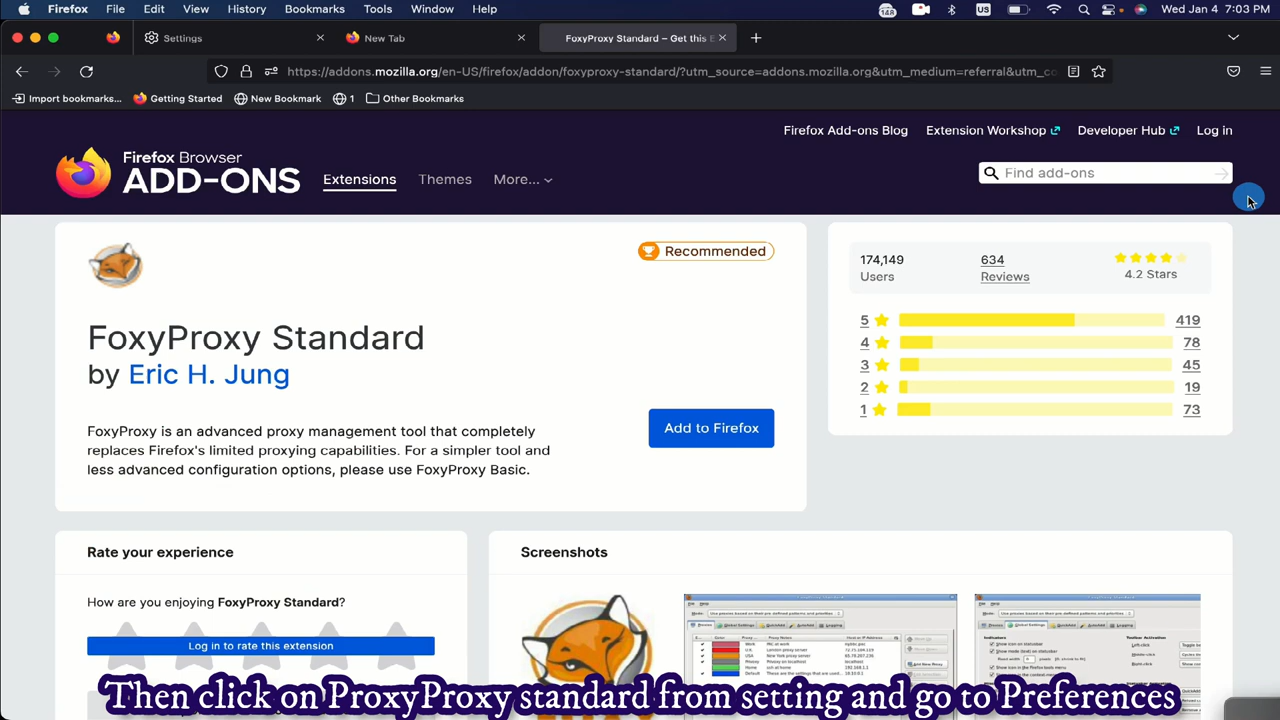 Firefox File Edit View History Bookmarks Tools Window Help 148 US Wed Jan 4 7:03 PM
Settings New Tab FoxyProxy Standard – Get this E
https://addons.mozilla.org/en-US/firefox/addon/foxyproxy-standard/?utm_source=addons.mozilla.org&utm_medium=referral&utm_co
Import bookmarks... Getting Started New Bookmark 1 Other Bookmarks
Firefox Add-ons Blog Extension Workshop Developer Hub Log in
Firefox Browser
ADD-ONS Extensions Themes More... Find add-ons
Recommended
FoxyProxy Standard
by Eric H. Jung
FoxyProxy is an advanced proxy management tool that completely
replaces Firefox's limited proxying capabilities. For a simpler tool and
less advanced configuration options, please use FoxyProxy Basic.
Add to Firefox
174,149 634
Users Reviews 4.2 Stars
5 419
4 78
3 45
2 19
1 73
Rate your experience
How are you enjoying FoxyProxy Standard?
Log in to rate this extension
Screenshots
Then click on ProxyProxy standard from setting and go to Preferences